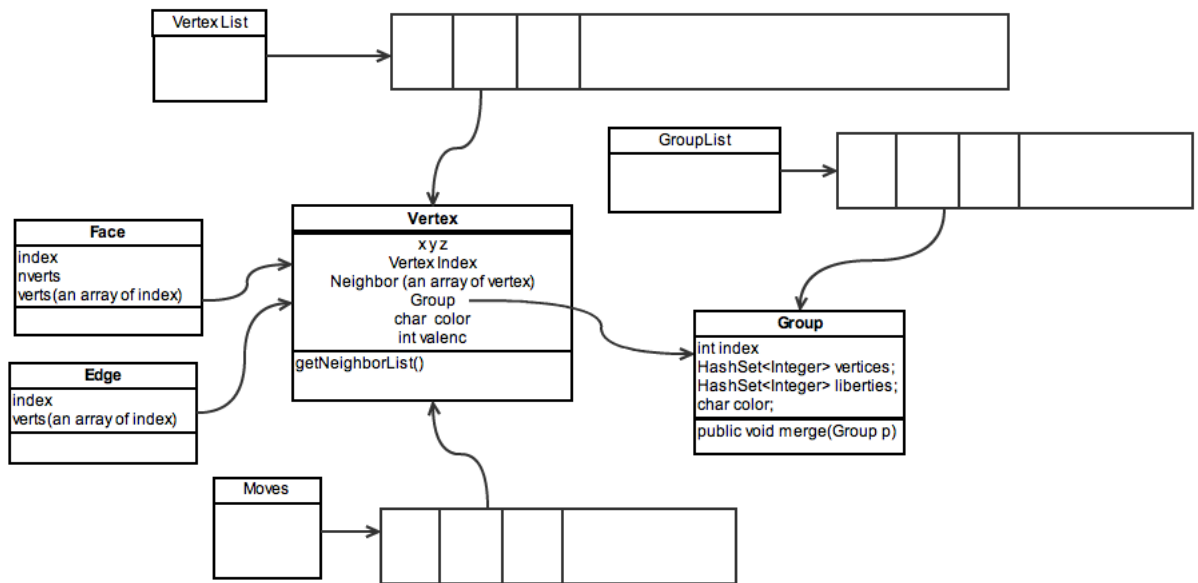 VertexList
GroupList
Vertex
x y z
Vertex Index
Neighbor (an array of vertex)
Group
char color
int valenc
getNeighborList()
Face
index
nverts
verts(an array of index)
Edge
index
verts(an array of index)
Group
int index
HashSet<Integer> vertices;
HashSet<Integer> liberties;
char color;
public void merge(Group p)
Moves